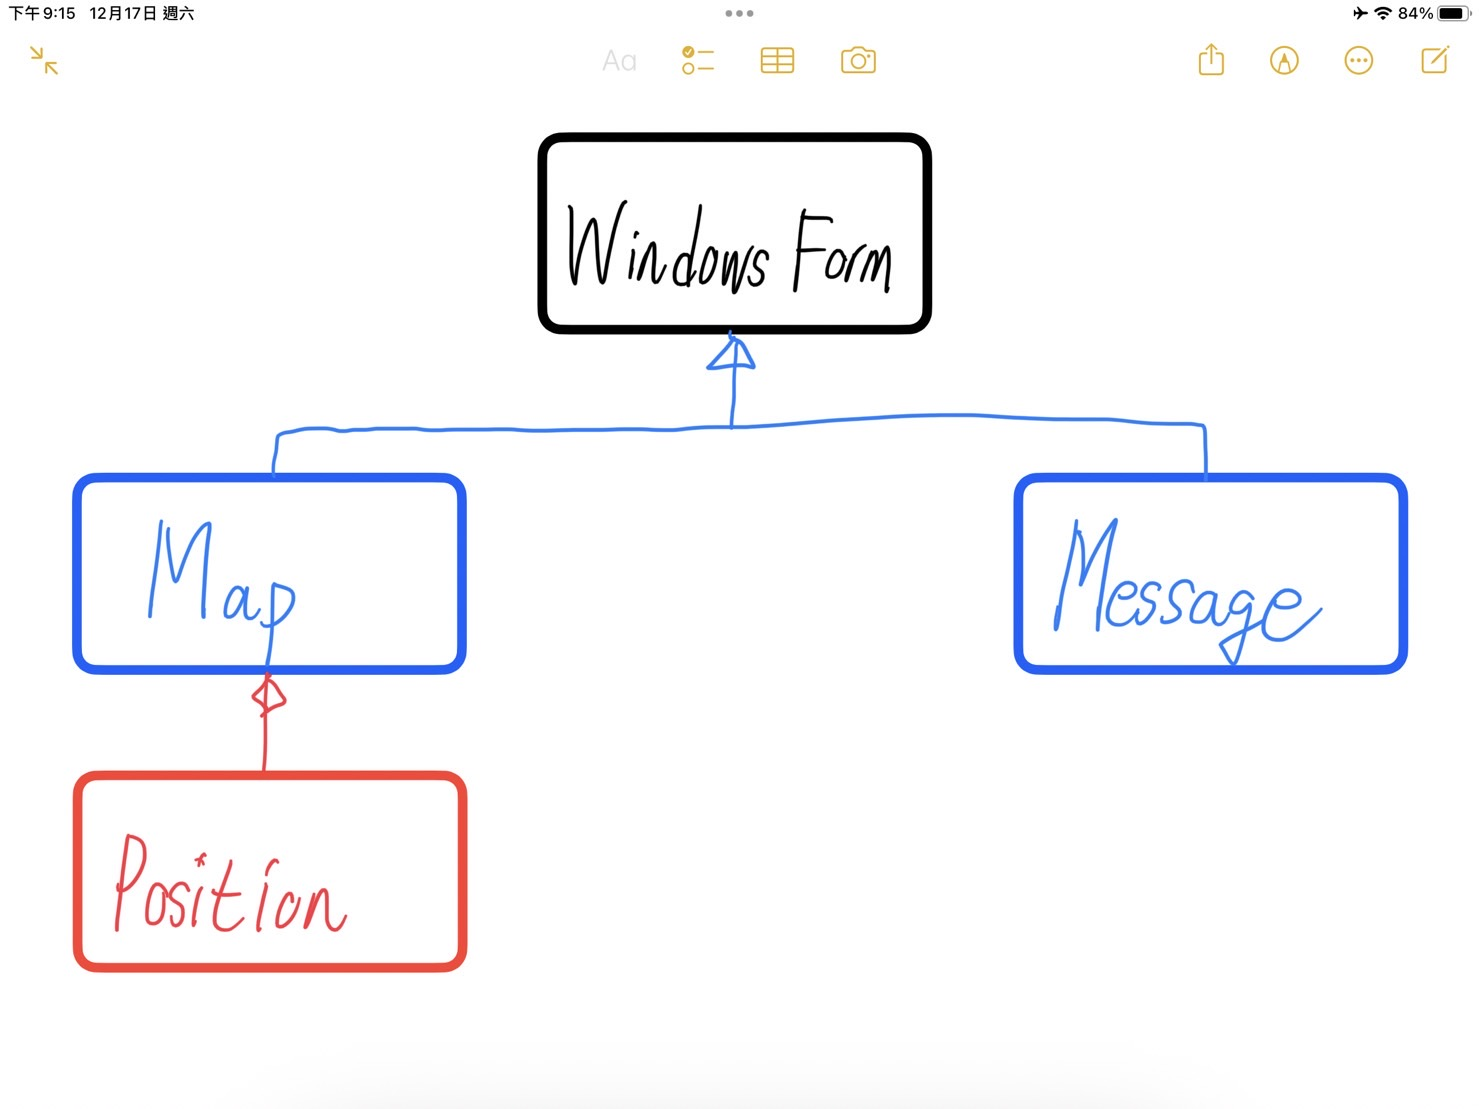 下午9:15 12月17日 週六
84%
Aa
Windows Form
Map
Message
Position